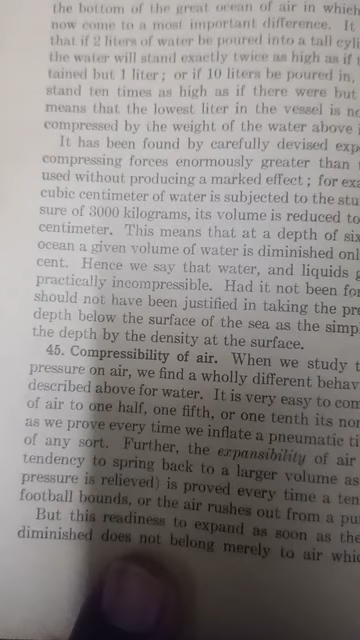 the bottom of the great ocean of air in which
now come to a most important difference. It
that if 2 liters of water be poured into a tall cyli
the water will stand exactly twice as high as if
tained but 1 liter; or if 10 liters be poured in,
stand ten times as high as if there were but
means that the lowest liter in the vessel is no
compressed by the weight of the water above
It has been found by carefully devised exp
compressing forces enormously greater than
used without producing a marked effect; for exa
cubic centimeter of water is subjected to the stu
sure of 3000 kilograms, its volume is reduced to
centimeter. This means that at a depth of six
ocean a given volume of water is diminished onl
cent. Hence we say that water, and liquids g
practically incompressible. Had it not been for
should not have been justified in taking the pre
depth below the surface of the sea as the simp
the depth by the density at the surface.
45. Compressibility of air. When we study t
pressure on air, we find a wholly different behav
described above for water. It is very easy to com
of air to one half, one fifth, or one tenth its nor
as we prove every time we inflate a pneumatic ti
of any sort. Further, the expansibility of air
tendency to spring back to a larger volume as
pressure is relieved) is proved every time a ten
football bounds, or the air rushes out from a pu
But this readiness to expand as soon as the
diminished does not belong merely to air whic